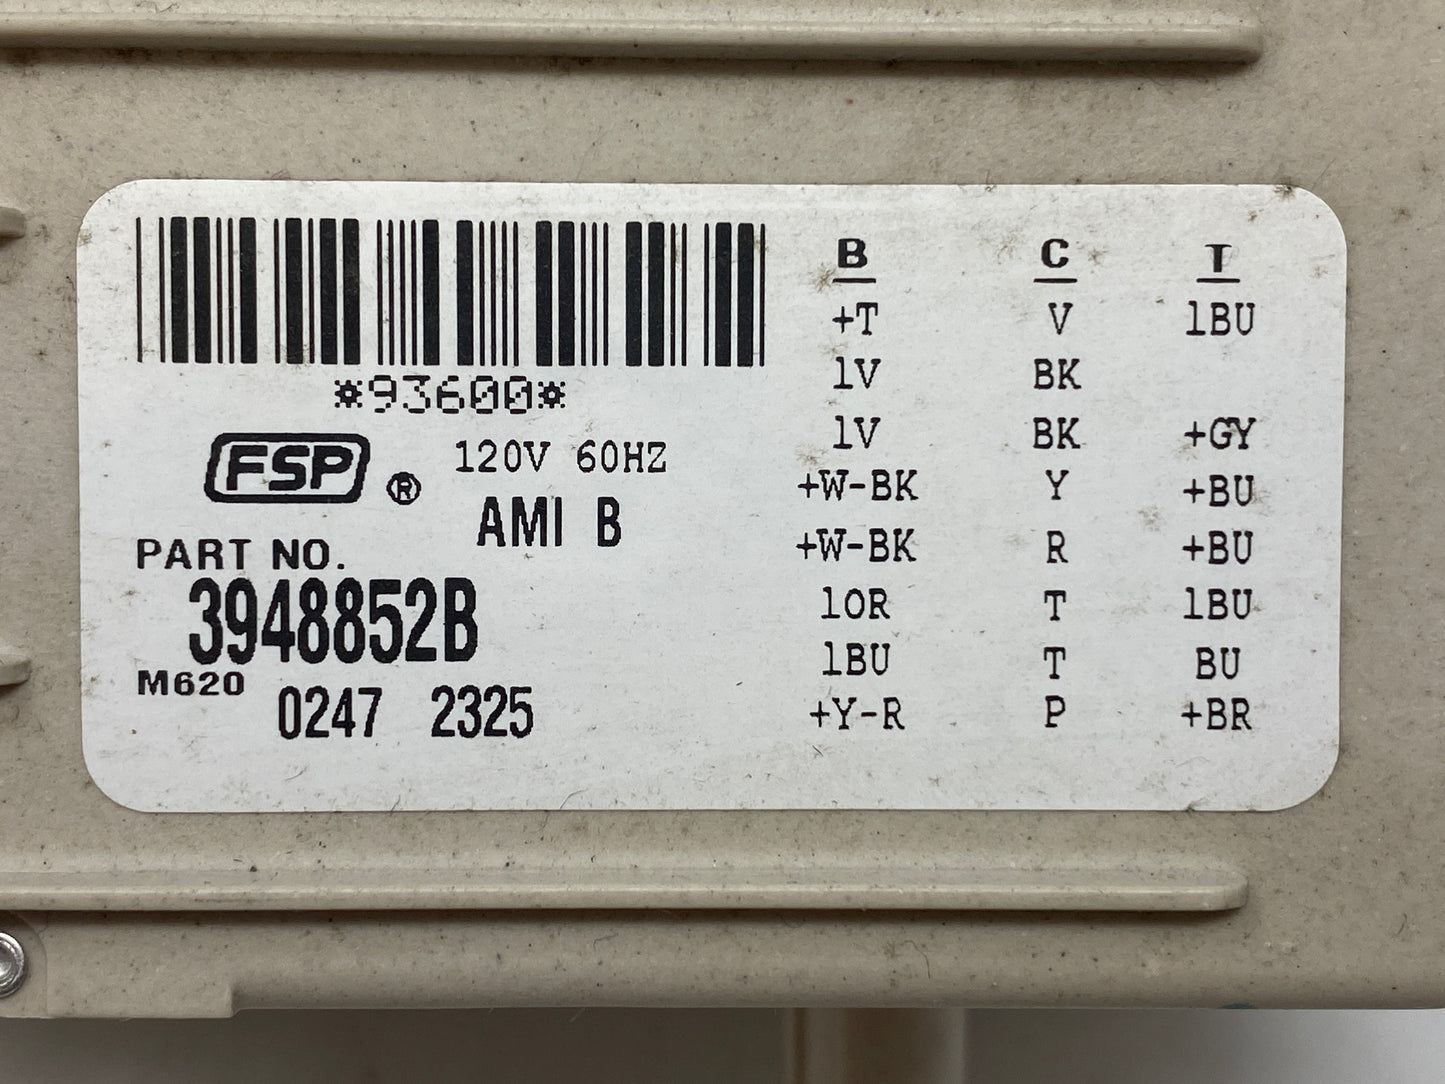 *93600*
FSP ® 120V 60HZ
AMI B
PART NO.
3948852B
M620 0247 2325
B C T
+T V 1BU
1V BK
1V BK +GY
+W-BK Y +BU
+W-BK R +BU
1OR T 1BU
1BU T BU
+Y-R P +BR